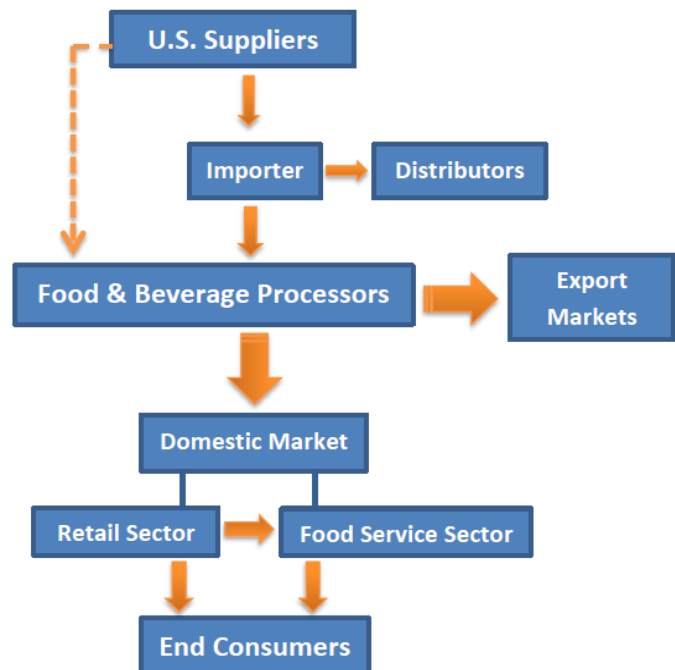 U.S. Suppliers
Importer
Distributors
Food & Beverage Processors
Export
Markets
Domestic Market
Retail Sector
Food Service Sector
End Consumers